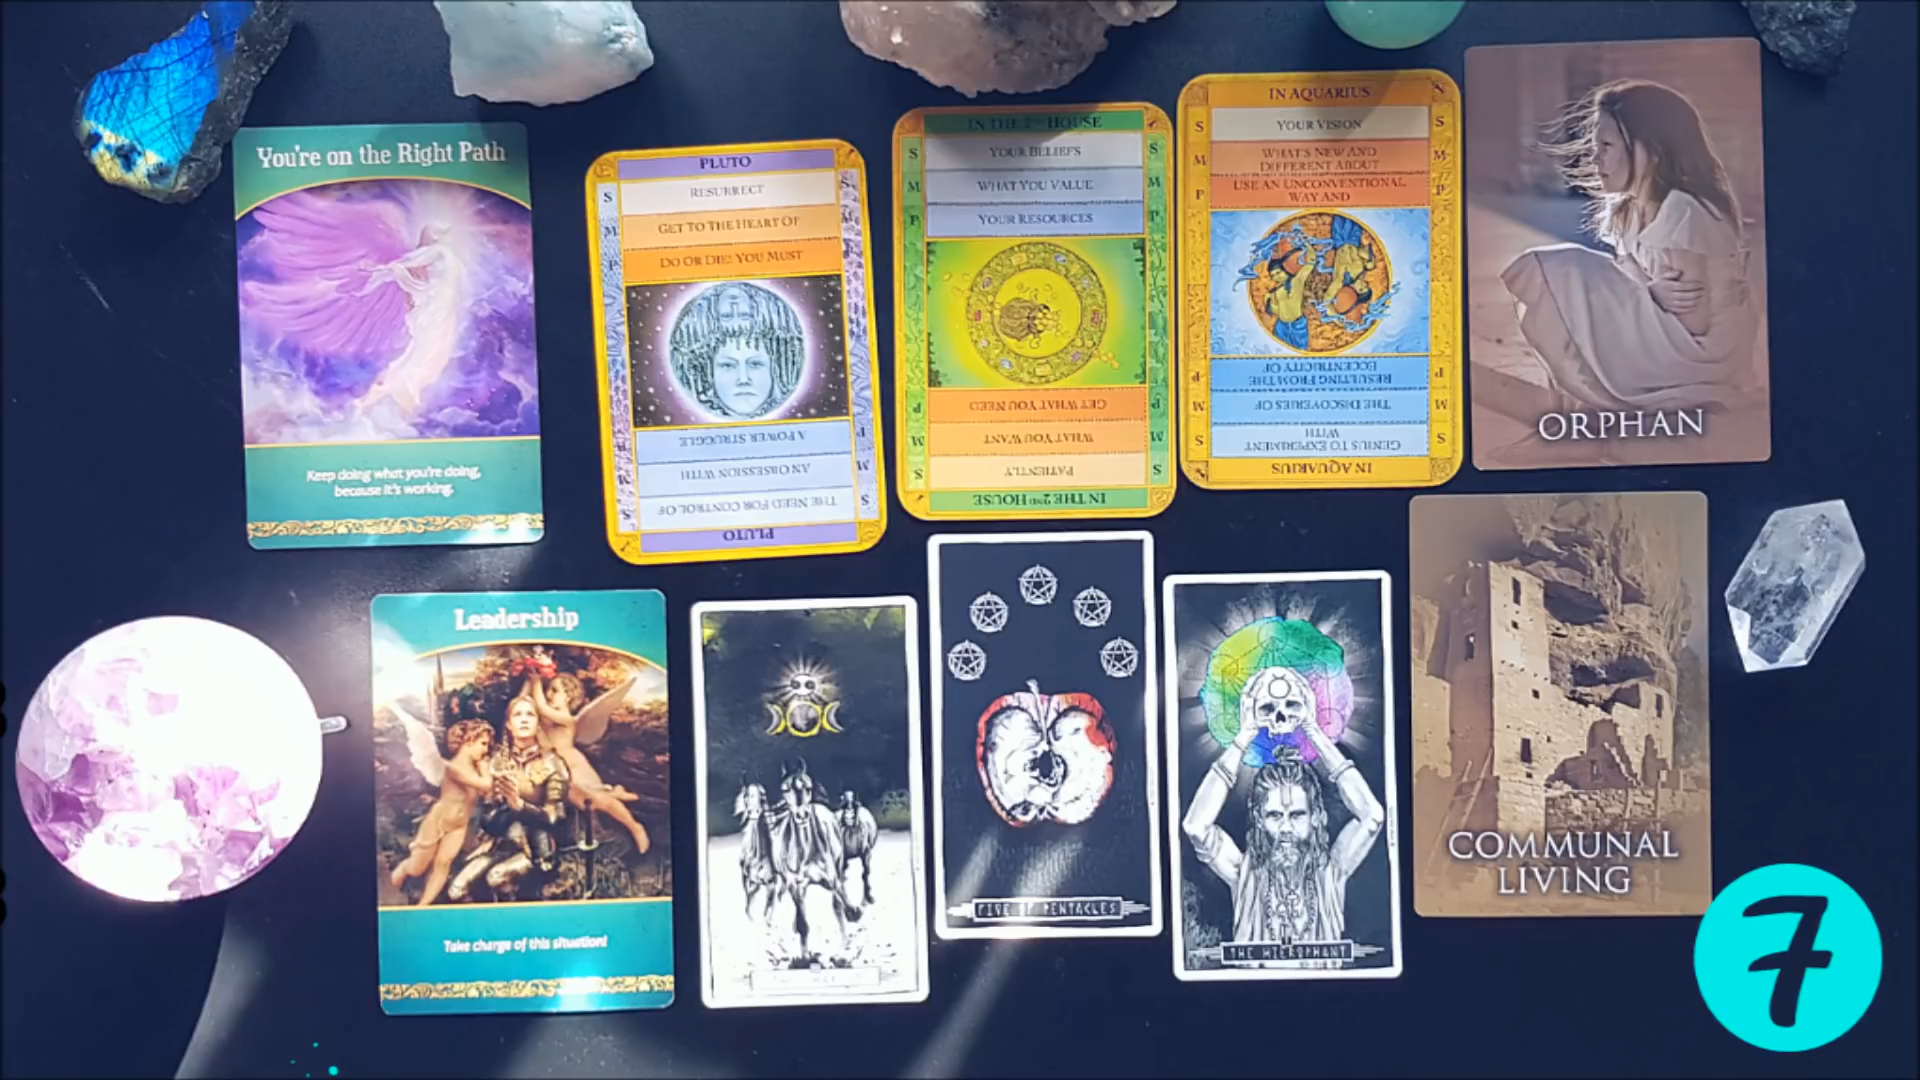 You're on the Right Path
Keep doing what you're doing,
because it's working.
PLUTO
RESURRECT
GET TO THE HEART OF
DO OR DIE! YOU MUST
A POWER STRUGGLE
AN OBSESSION WITH
THE NEED FOR CONTROL OF
PLUTO
IN THE 2ND HOUSE
YOUR BELIEFS
WHAT YOU VALUE
YOUR RESOURCES
GET WHAT YOU NEED
WHAT YOU WANT
PATIENTLY
IN THE 2ND HOUSE
IN AQUARIUS
YOUR VISION
WHAT'S NEW AND
DIFFERENT ABOUT
USE AN UNCONVENTIONAL
WAY AND
RESULTING FROM THE
ECCENTRICITY OF
THE DISCOVERIES OF
GENIUS TO EXPERIMENT
WITH
IN AQUARIUS
ORPHAN
Leadership
Take charge of this situation!
FIVE OF PENTACLES
THE HIEROPHANT
COMMUNAL
LIVING
7